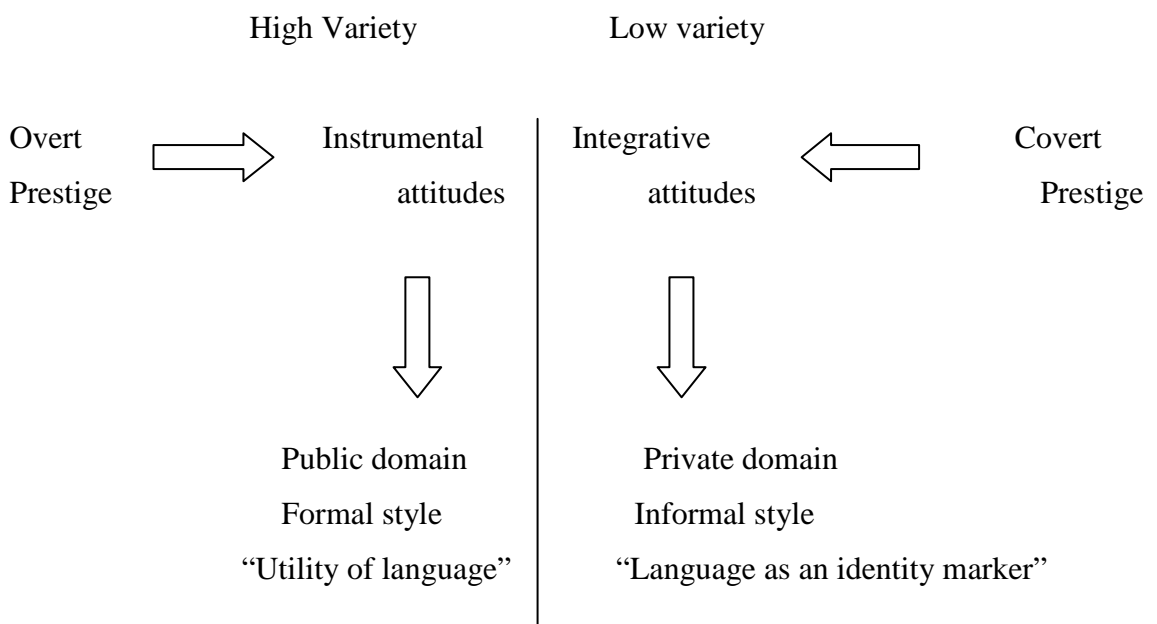 High Variety Low variety
Overt Instrumental Integrative Covert
Prestige attitudes attitudes Prestige
Public domain Private domain
Formal style Informal style
“Utility of language” “Language as an identity marker”